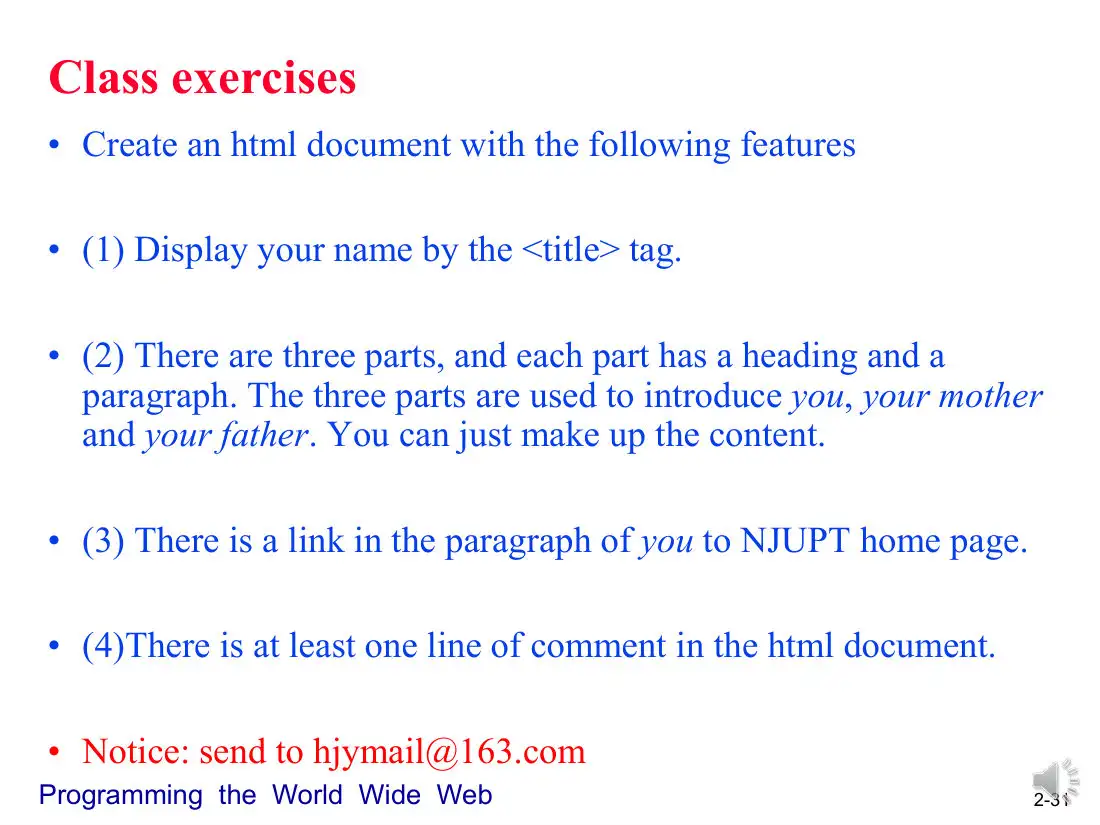 Class exercises
• Create an html document with the following features
• (1) Display your name by the <title> tag.
• (2) There are three parts, and each part has a heading and a
paragraph. The three parts are used to introduce you, your mother
and your father. You can just make up the content.
• (3) There is a link in the paragraph of you to NJUPT home page.
• (4)There is at least one line of comment in the html document.
• Notice: send to hjymail@163.com
Programming the World Wide Web
2-31